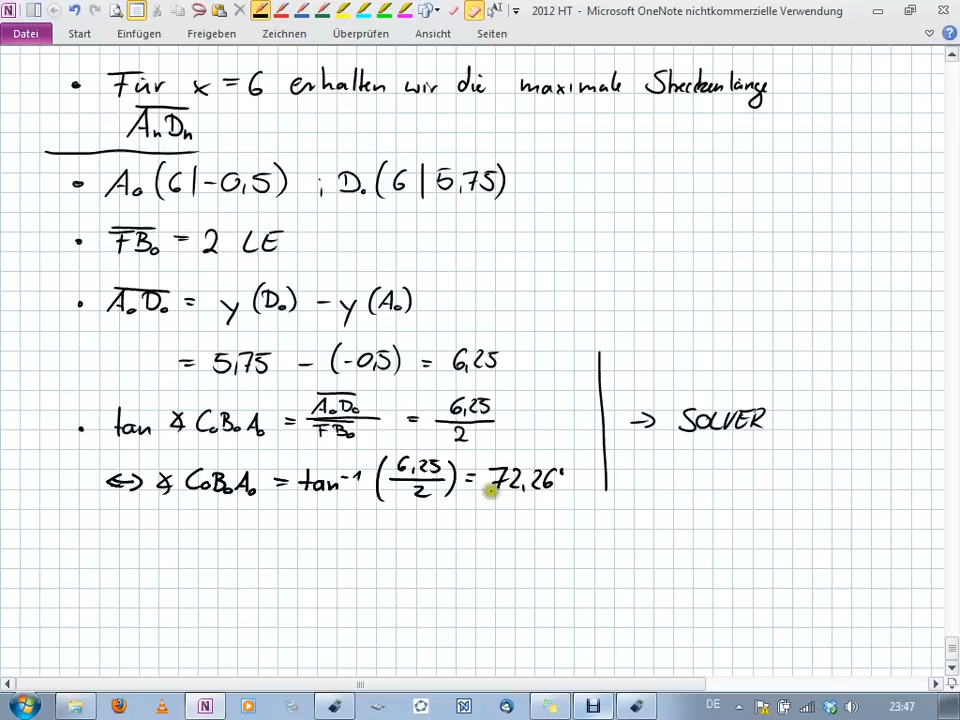 2012 HT - Microsoft OneNote nichtkommerzielle Verwendung
Datei Start Einfügen Freigeben Zeichnen Überprüfen Ansicht Seiten
• Für x = 6 erhalten wir die maximale Streckenlänge
AₙDₙ
• A₀ (6 | -0,5) ; D₀ (6 | 5,75)
• FB₀ = 2 LE
• A₀D₀ = y (D₀) - y (A₀)
= 5,75 - (-0,5) = 6,25
• tan ∡ C₀B₀A₀ = A₀D₀ / FB₀ = 6,25 / 2 → SOLVER
⇔ ∡ C₀B₀A₀ = tan⁻¹ (6,25 / 2) = 72,26°
DE 23:47